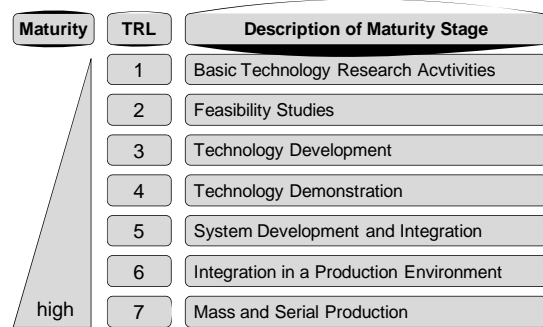 Maturity TRL Description of Maturity Stage
1 Basic Technology Research Acvtivities
2 Feasibility Studies
3 Technology Development
4 Technology Demonstration
5 System Development and Integration
6 Integration in a Production Environment
high 7 Mass and Serial Production